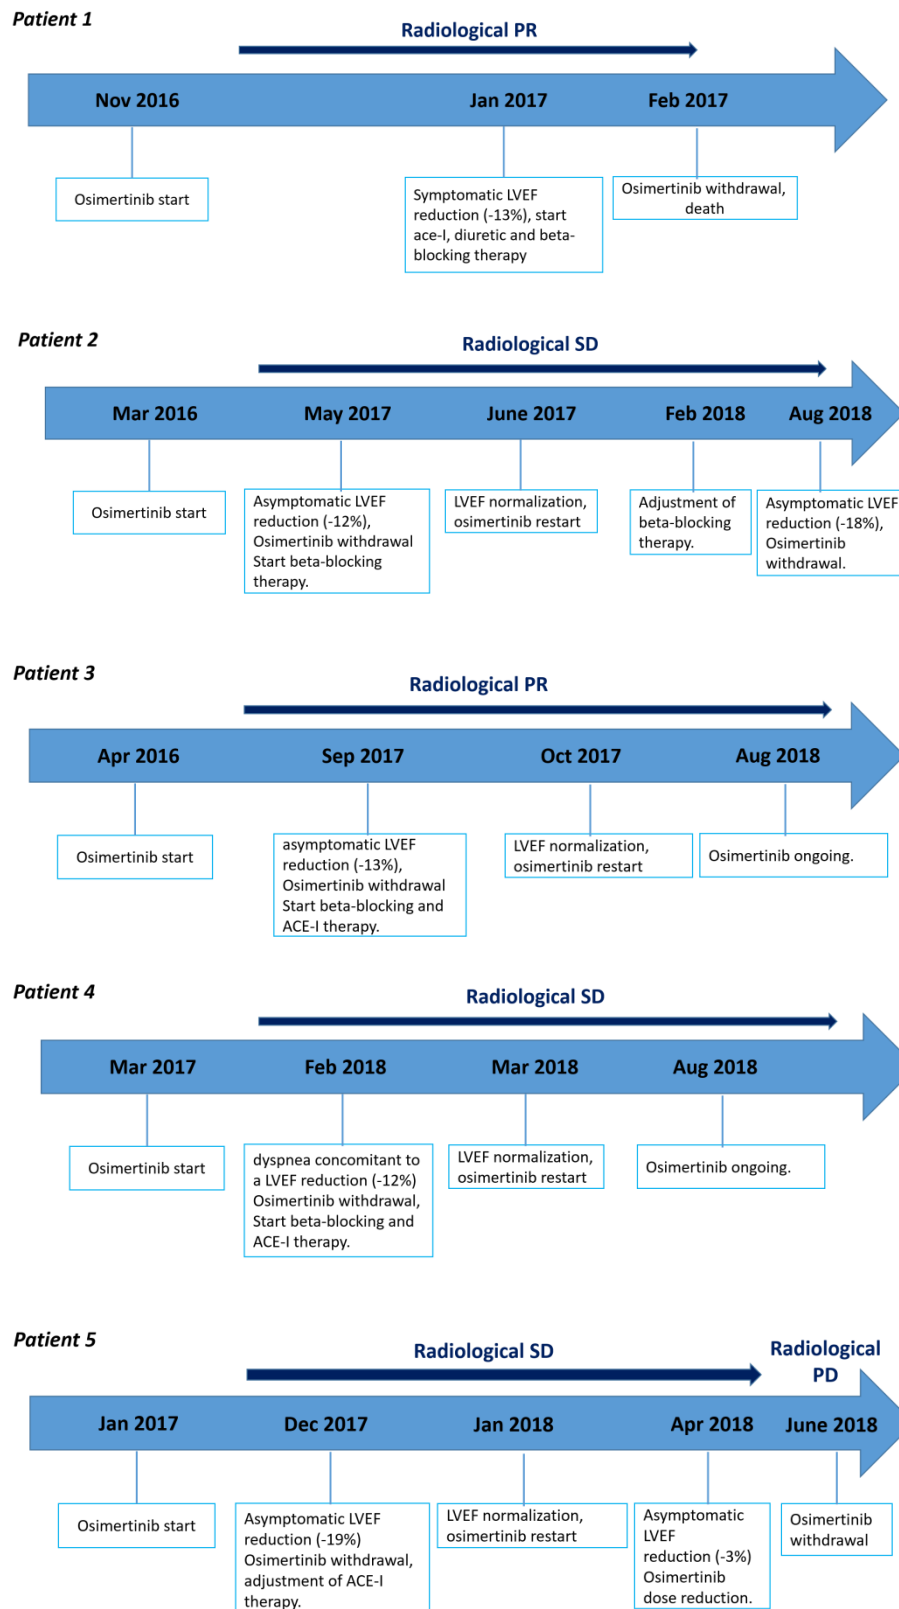 Patient 1
Radiological PR
Nov 2016
Jan 2017
Feb 2017
Osimertinib start
Symptomatic LVEF
reduction (-13%), start
ace-I, diuretic and beta-
blocking therapy
Osimertinib withdrawal,
death
Patient 2
Radiological SD
Mar 2016
May 2017
June 2017
Feb 2018
Aug 2018
Osimertinib start
Asymptomatic LVEF
reduction (-12%),
Osimertinib withdrawal
Start beta-blocking
therapy.
LVEF normalization,
osimertinib restart
Adjustment of
beta-blocking
therapy.
Asymptomatic LVEF
reduction (-18%),
Osimertinib
withdrawal.
Patient 3
Radiological PR
Apr 2016
Sep 2017
Oct 2017
Aug 2018
Osimertinib start
asymptomatic LVEF
reduction (-13%),
Osimertinib withdrawal
Start beta-blocking and
ACE-I therapy.
LVEF normalization,
osimertinib restart
Osimertinib ongoing.
Patient 4
Radiological SD
Mar 2017
Feb 2018
Mar 2018
Aug 2018
Osimertinib start
dyspnea concomitant to
a LVEF reduction (-12%)
Osimertinib withdrawal,
Start beta-blocking and
ACE-I therapy.
LVEF normalization,
osimertinib restart
Osimertinib ongoing.
Patient 5
Radiological SD
Radiological
PD
Jan 2017
Dec 2017
Jan 2018
Apr 2018
June 2018
Osimertinib start
Asymptomatic LVEF
reduction (-19%)
Osimertinib withdrawal,
adjustment of ACE-I
therapy.
LVEF normalization,
osimertinib restart
Asymptomatic
LVEF
reduction (-3%)
Osimertinib
dose reduction.
Osimertinib
withdrawal